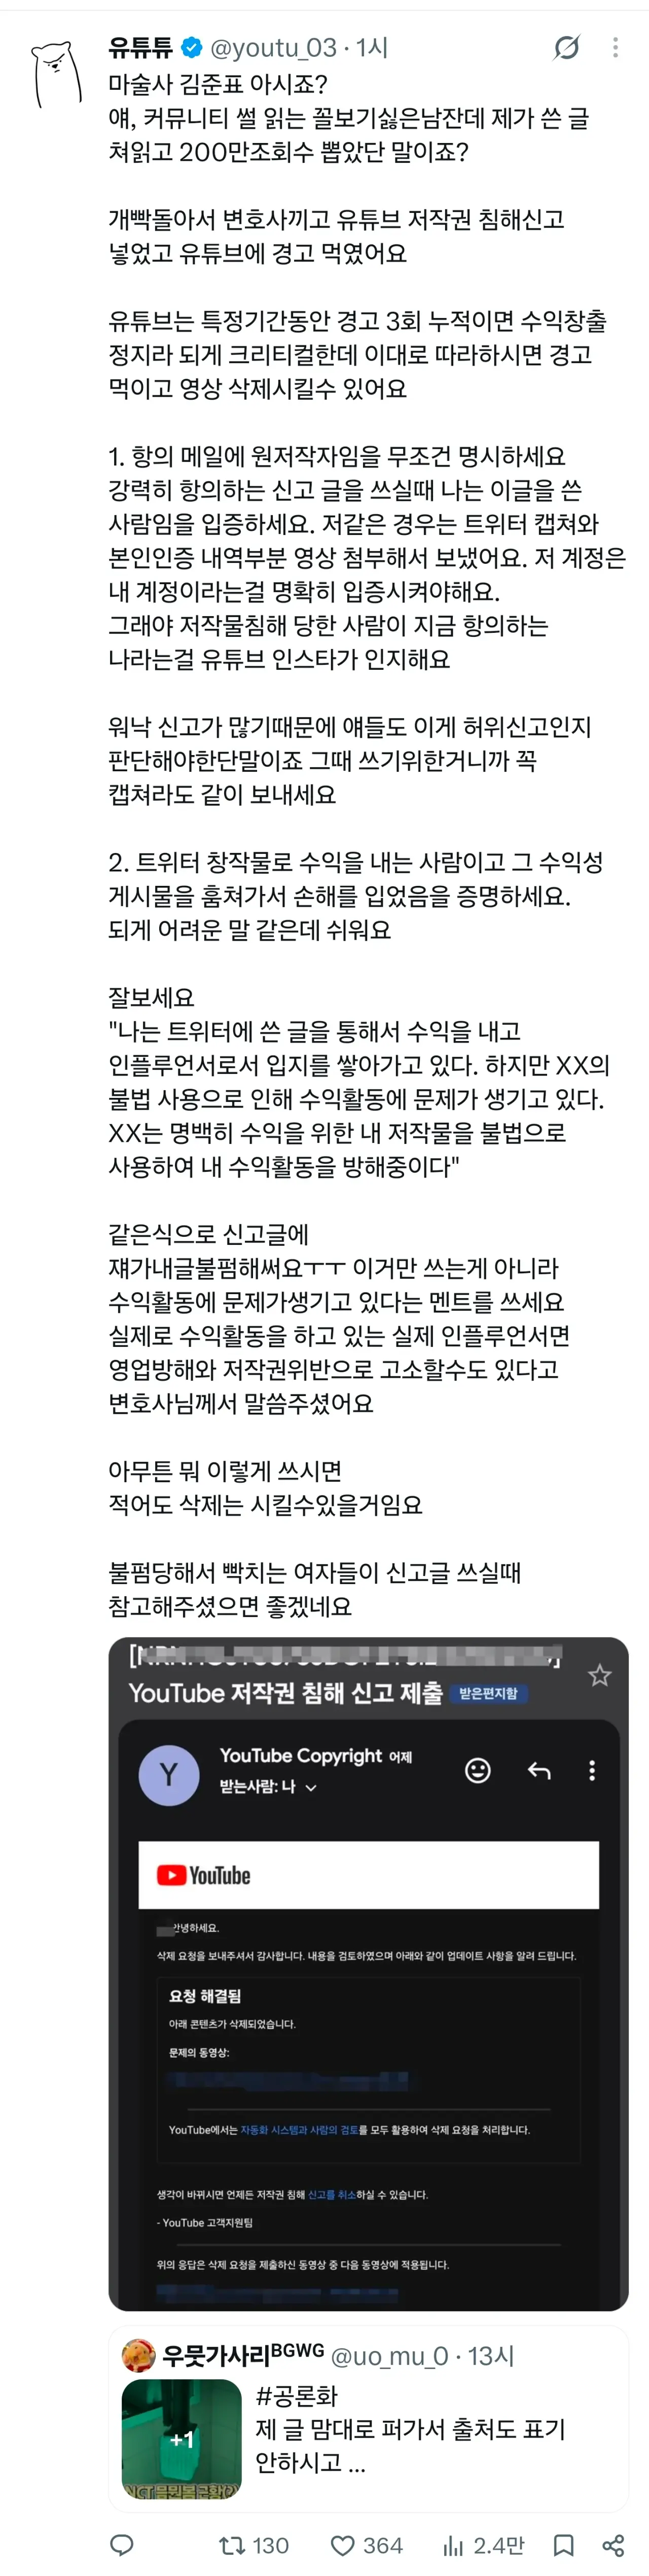 유튜튜 @youtu_03 · 1시
마술사 김준표 아시죠?
얘, 커뮤니티 썰 읽는 꼴보기싫은남잔데 제가 쓴 글
쳐읽고 200만조회수 뽑았단 말이죠?
개빡돌아서 변호사끼고 유튜브 저작권 침해신고
넣었고 유튜브에 경고 먹였어요
유튜브는 특정기간동안 경고 3회 누적이면 수익창출
정지라 되게 크리티컬한데 이대로 따라하시면 경고
먹이고 영상 삭제시킬수 있어요
1. 항의 메일에 원저작자임을 무조건 명시하세요
강력히 항의하는 신고 글을 쓰실때 나는 이글을 쓴
사람임을 입증하세요. 저같은 경우는 트위터 캡쳐와
본인인증 내역부분 영상 첨부해서 보냈어요. 저 계정은
내 계정이라는걸 명확히 입증시켜야해요.
그래야 저작물침해 당한 사람이 지금 항의하는
나라는걸 유튜브 인스타가 인지해요
워낙 신고가 많기때문에 얘들도 이게 허위신고인지
판단해야한단말이죠 그때 쓰기위한거니까 꼭
캡쳐라도 같이 보내세요
2. 트위터 창작물로 수익을 내는 사람이고 그 수익성
게시물을 훔쳐가서 손해를 입었음을 증명하세요.
되게 어려운 말 같은데 쉬워요
잘보세요
"나는 트위터에 쓴 글을 통해서 수익을 내고
인플루언서로서 입지를 쌓아가고 있다. 하지만 XX의
불법 사용으로 인해 수익활동에 문제가 생기고 있다.
XX는 명백히 수익을 위한 내 저작물을 불법으로
사용하여 내 수익활동을 방해중이다"
같은식으로 신고글에
쟤가내글불펌해써요ㅜㅜ 이거만 쓰는게 아니라
수익활동에 문제가생기고 있다는 멘트를 쓰세요
실제로 수익활동을 하고 있는 실제 인플루언서면
영업방해와 저작권위반으로 고소할수도 있다고
변호사님께서 말씀주셨어요
아무튼 뭐 이렇게 쓰시면
적어도 삭제는 시킬수있을거임요
불펌당해서 빡치는 여자들이 신고글 쓰실때
참고해주셨으면 좋겠네요
YouTube 저작권 침해 신고 제출 받은편지함
Y
YouTube Copyright 어제
받는사람: 나
YouTube
안녕하세요.
삭제 요청을 보내주셔서 감사합니다. 내용을 검토하였으며 아래와 같이 업데이트 사항을 알려 드립니다.
요청 해결됨
아래 콘텐츠가 삭제되었습니다.
문제의 동영상:
YouTube에서는 자동화 시스템과 사람의 검토를 모두 활용하여 삭제 요청을 처리합니다.
생각이 바뀌시면 언제든 저작권 침해 신고를 취소하실 수 있습니다.
- YouTube 고객지원팀
위의 응답은 삭제 요청을 제출하신 동영상 중 다음 동영상에 적용됩니다.
우뭇가사리BGWG @uo_mu_0 · 13시
+1
#공론화
제 글 맘대로 퍼가서 출처도 표기
안하시고 ...
130 364 2.4만